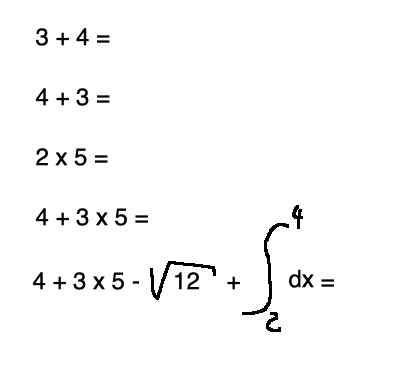 3 + 4 =
4 + 3 =
2 x 5 =
4 + 3 x 5 =
4 + 3 x 5 - √12 + ∫₂⁴ dx =